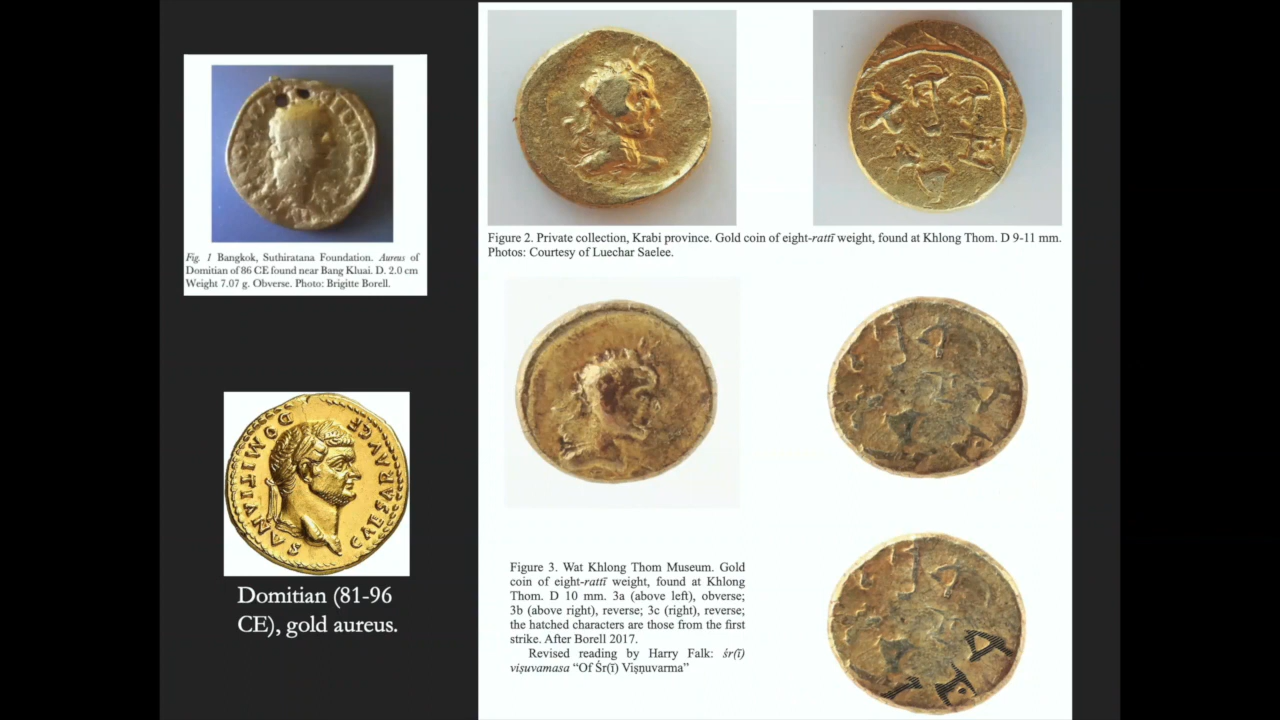 Fig. 1 Bangkok, Suthiratana Foundation. Aureus of
Domitian of 86 CE found near Bang Kluai. D. 2.0 cm
Weight 7.07 g. Obverse. Photo: Brigitte Borell.
DOMITIANVS
CAESAR AVG F
Domitian (81-96
CE), gold aureus.
Figure 2. Private collection, Krabi province. Gold coin of eight-rattī weight, found at Khlong Thom. D 9-11 mm.
Photos: Courtesy of Luechar Saelee.
Figure 3. Wat Khlong Thom Museum. Gold
coin of eight-rattī weight, found at Khlong
Thom. D 10 mm. 3a (above left), obverse;
3b (above right), reverse; 3c (right), reverse;
the hatched characters are those from the first
strike. After Borell 2017.
Revised reading by Harry Falk: śr(ī)
viṣuvamasa “Of Śr(ī) Viṣṇuvarma”